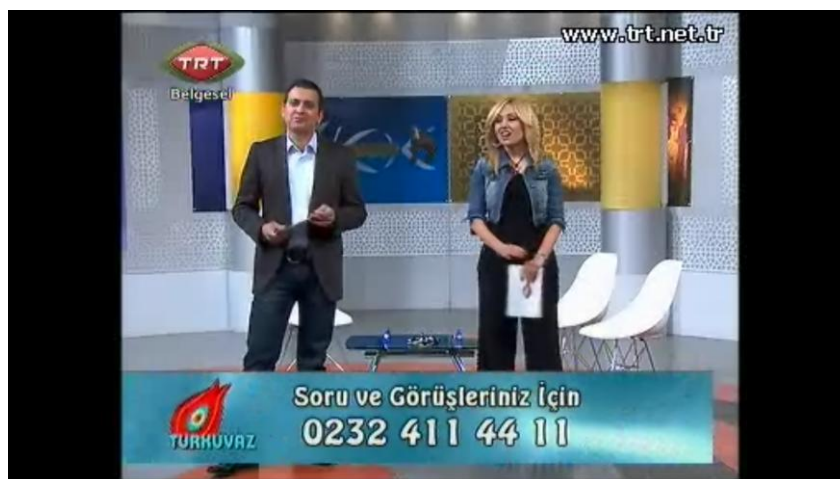 www.trt.net.tr
TRT
Belgesel
Soru ve Görüşleriniz İçin
0232 411 44 11
TURKUVAZ